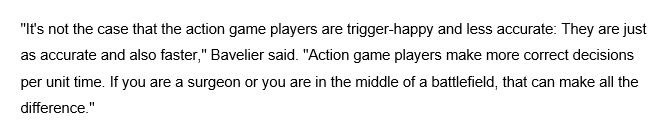 "It's not the case that the action game players are trigger-happy and less accurate: They are just
as accurate and also faster," Bavelier said. "Action game players make more correct decisions
per unit time. If you are a surgeon or you are in the middle of a battlefield, that can make all the
difference."